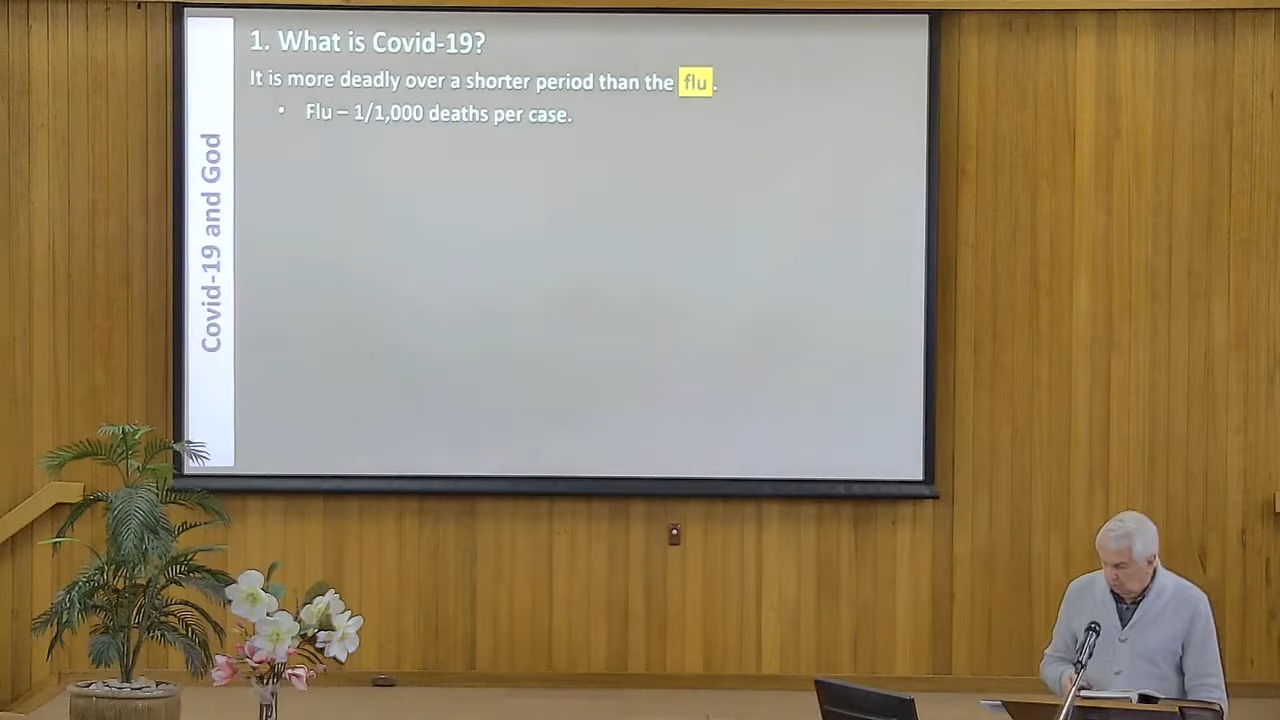 Covid-19 and God
1. What is Covid-19?
It is more deadly over a shorter period than the flu.
• Flu – 1/1,000 deaths per case.